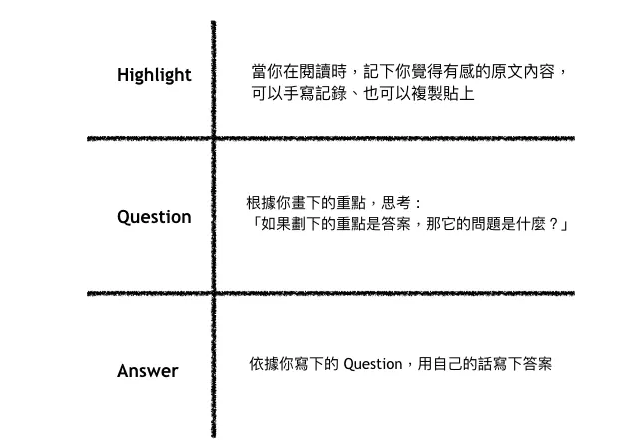 Highlight
當你在閱讀時，記下你覺得有感的原文內容，
可以手寫記錄、也可以複製貼上
Question
根據你畫下的重點，思考：
「如果劃下的重點是答案，那它的問題是什麼？」
Answer
依據你寫下的 Question，用自己的話寫下答案